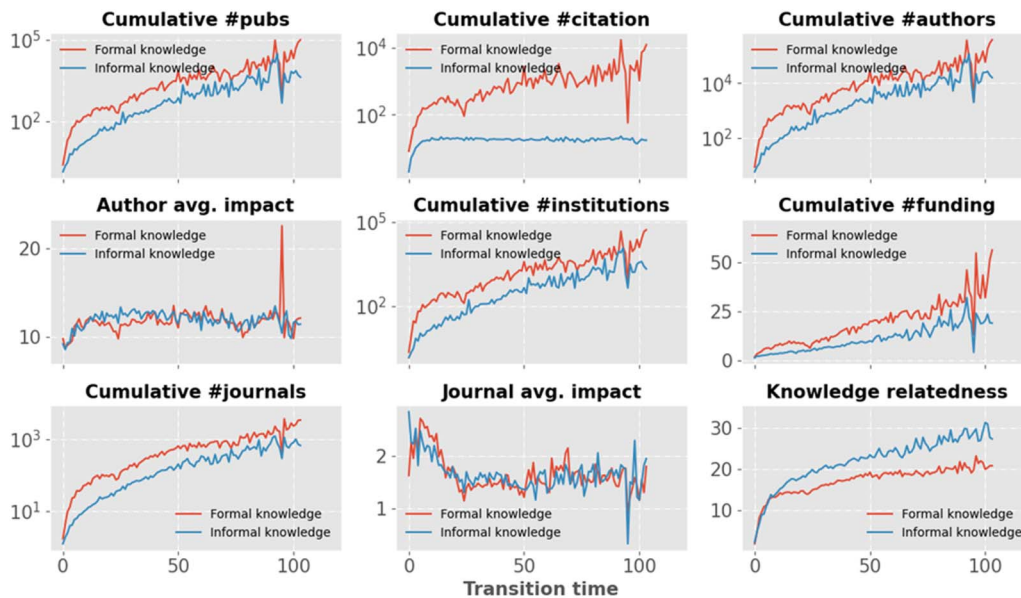 Cumulative #pubs
10^5
10^2
Formal knowledge
Informal knowledge
Cumulative #citation
10^4
10^2
Formal knowledge
Informal knowledge
Cumulative #authors
10^4
10^2
Formal knowledge
Informal knowledge
Author avg. impact
20
10
Formal knowledge
Informal knowledge
Cumulative #institutions
10^5
10^2
Formal knowledge
Informal knowledge
Cumulative #funding
50
25
0
Formal knowledge
Informal knowledge
Cumulative #journals
10^3
10^1
Formal knowledge
Informal knowledge
0 50 100
Journal avg. impact
2
1
Formal knowledge
Informal knowledge
0 50 100
Knowledge relatedness
30
20
10
Formal knowledge
Informal knowledge
0 50 100
Transition time